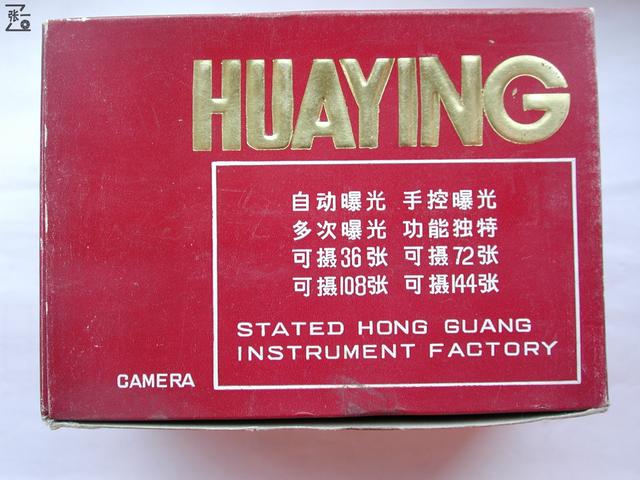 HUAYING
自动曝光 手控曝光
多次曝光 功能独特
可摄36张 可摄72张
可摄108张 可摄144张
STATED HONG GUANG
INSTRUMENT FACTORY
CAMERA